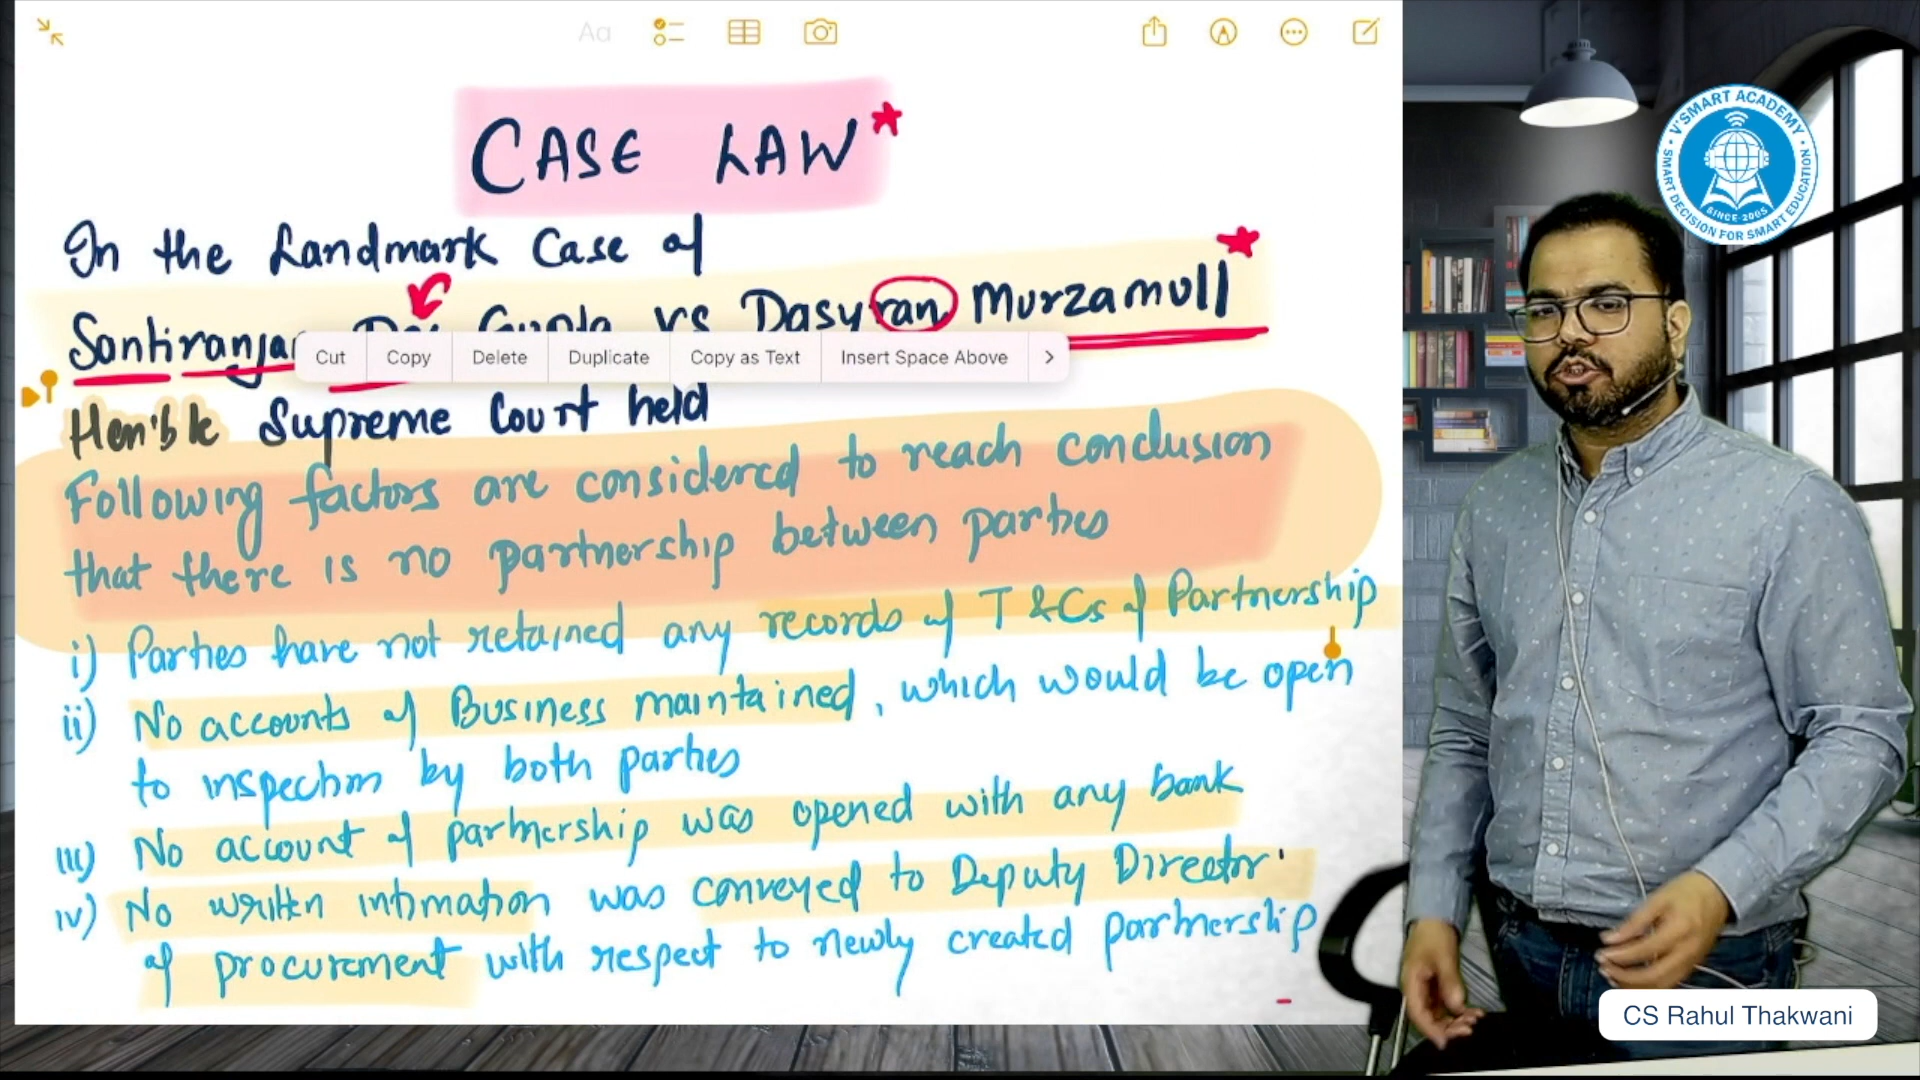 Aa
CASE LAW
In the Landmark Case of
Santiranjan Das Gupta vs Dasyran Murzamull
Cut Copy Delete Duplicate Copy as Text Insert Space Above
Hon'ble Supreme Court held
Following factors are considered to reach conclusion
that there is no partnership between parties
i) Parties have not retained any records of T&Cs of Partnership
ii) No accounts of Business maintained, which would be open
to inspection by both parties
iii) No account of partnership was opened with any bank
iv) No written intimation was conveyed to Deputy Director
of procurement with respect to newly created partnership
V'SMART ACADEMY
SMART DECISION FOR SMART EDUCATION
SINCE-2005
CS Rahul Thakwani